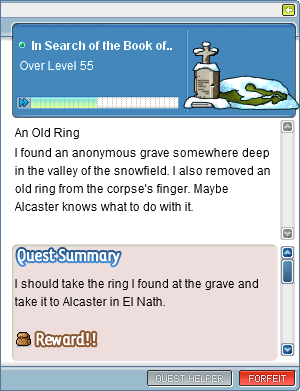 In Search of the Book of..
Over Level 55
An Old Ring
I found an anonymous grave somewhere deep
in the valley of the snowfield. I also removed an
old ring from the corpse's finger. Maybe
Alcaster knows what to do with it.
Quest Summary
I should take the ring I found at the grave and
take it to Alcaster in El Nath.
Reward!!
QUEST HELPER
FORFEIT